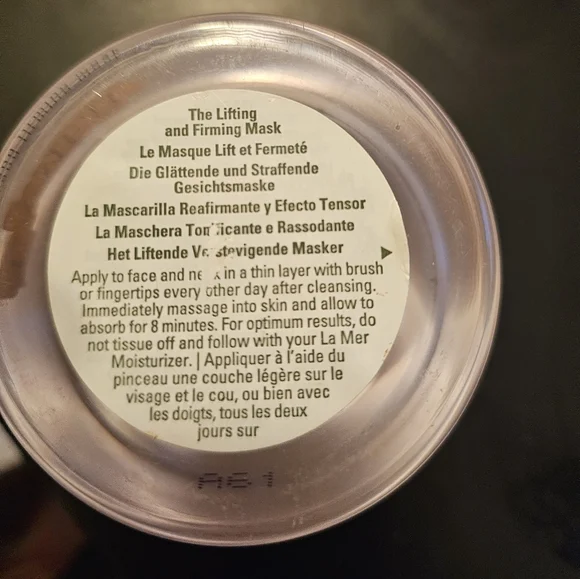 The Lifting
and Firming Mask
Le Masque Lift et Fermeté
Die Glättende und Straffende
Gesichtsmaske
La Mascarilla Reafirmante y Efecto Tensor
La Maschera Tonificante e Rassodante
Het Liftende Verstevigende Masker
Apply to face and neck in a thin layer with brush
or fingertips every other day after cleansing.
Immediately massage into skin and allow to
absorb for 8 minutes. For optimum results, do
not tissue off and follow with your La Mer
Moisturizer. | Appliquer à l'aide du
pinceau une couche légère sur le
visage et le cou, ou bien avec
les doigts, tous les deux
jours sur